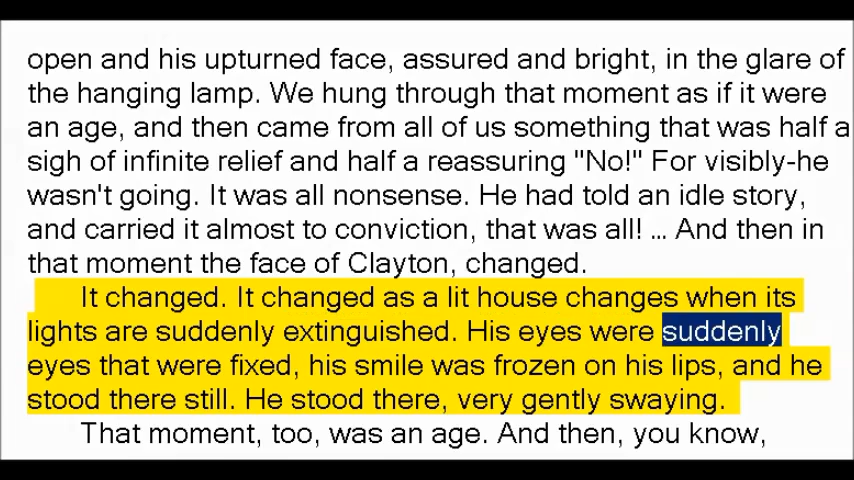 open and his upturned face, assured and bright, in the glare of
the hanging lamp. We hung through that moment as if it were
an age, and then came from all of us something that was half a
sigh of infinite relief and half a reassuring "No!" For visibly-he
wasn't going. It was all nonsense. He had told an idle story,
and carried it almost to conviction, that was all! ... And then in
that moment the face of Clayton, changed.
It changed. It changed as a lit house changes when its
lights are suddenly extinguished. His eyes were suddenly
eyes that were fixed, his smile was frozen on his lips, and he
stood there still. He stood there, very gently swaying.
That moment, too, was an age. And then, you know,